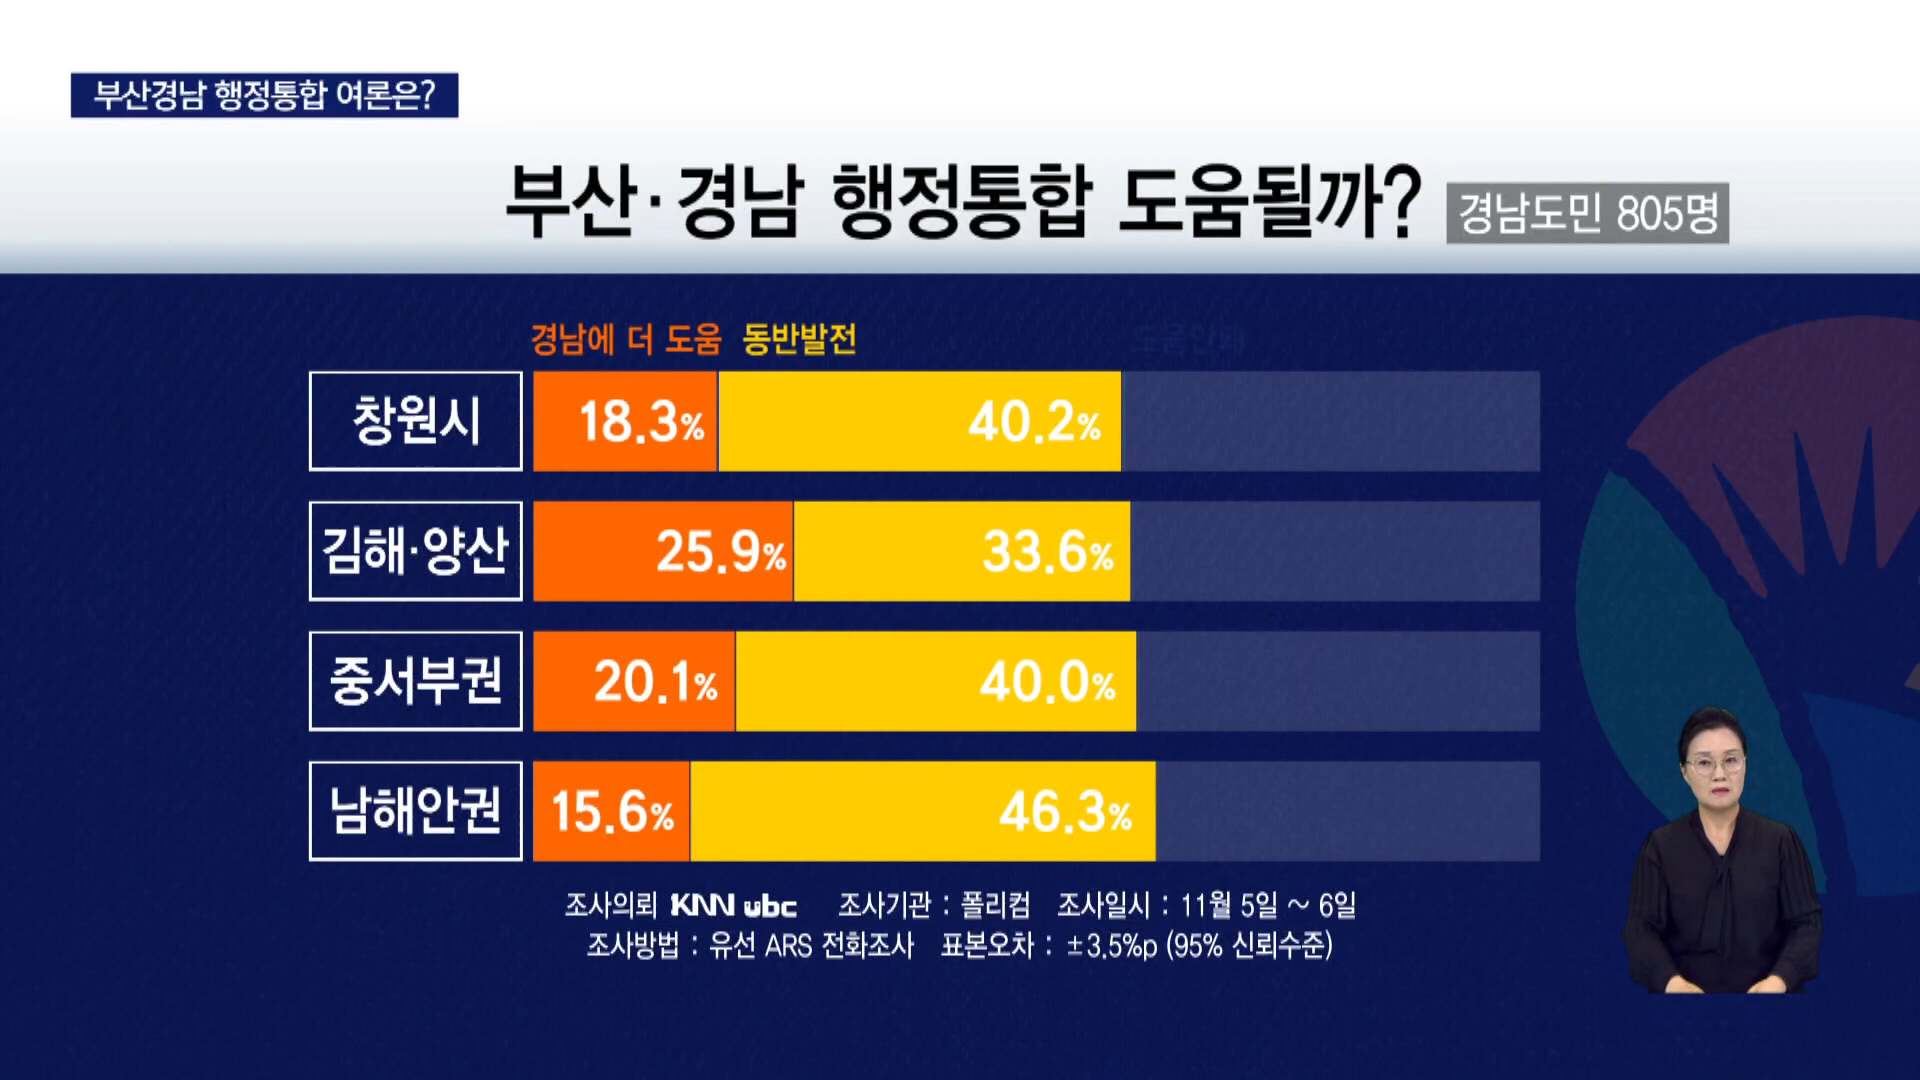 부산경남 행정통합 여론은?
부산·경남 행정통합 도움될까? 경남도민 805명
경남에 더 도움 동반발전
창원시 18.3% 40.2%
김해·양산 25.9% 33.6%
중서부권 20.1% 40.0%
남해안권 15.6% 46.3%
조사의뢰 KNN ubc 조사기관 : 폴리컴 조사일시 : 11월 5일 ~ 6일
조사방법 : 유선 ARS 전화조사 표본오차 : ±3.5%p (95% 신뢰수준)